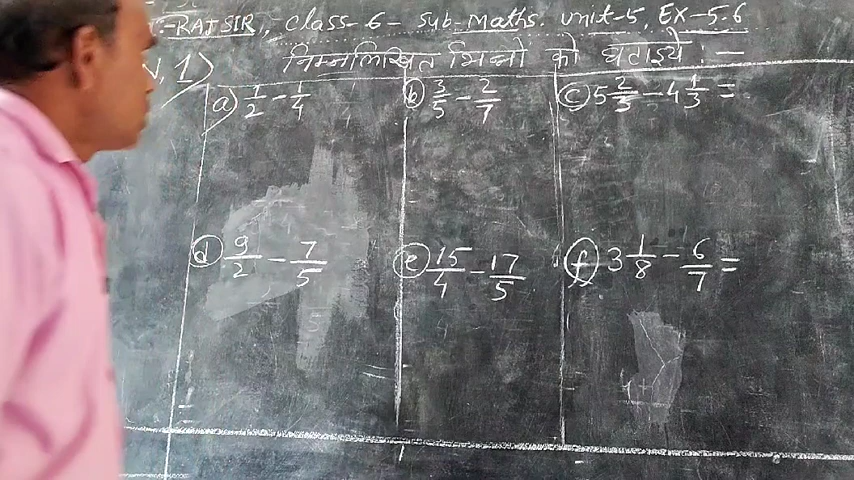 :- RAJ SIR, Class-6- Sub-Maths. Unit-5, EX-5.6
N. 1) निम्नलिखित भिन्नो को घटाइये : —
a) 1/2 - 1/4 (b) 3/5 - 2/7 (c) 5 2/3 - 4 1/3 =
(d) 9/2 - 7/5 (e) 15/4 - 17/5 (f) 3 1/8 - 6/7 =